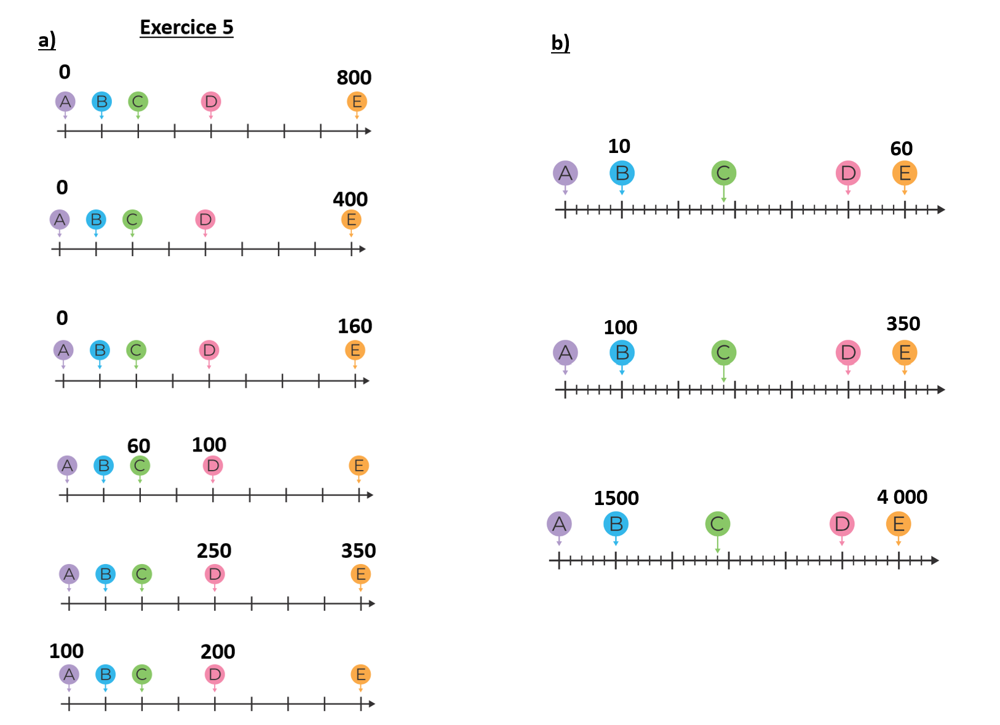 Exercice 5
a)
0 800
A B C D E
0 400
A B C D E
0 160
A B C D E
60 100
A B C D E
250 350
A B C D E
100 200
A B C D E
b)
10 60
A B C D E
100 350
A B C D E
1500 4 000
A B C D E